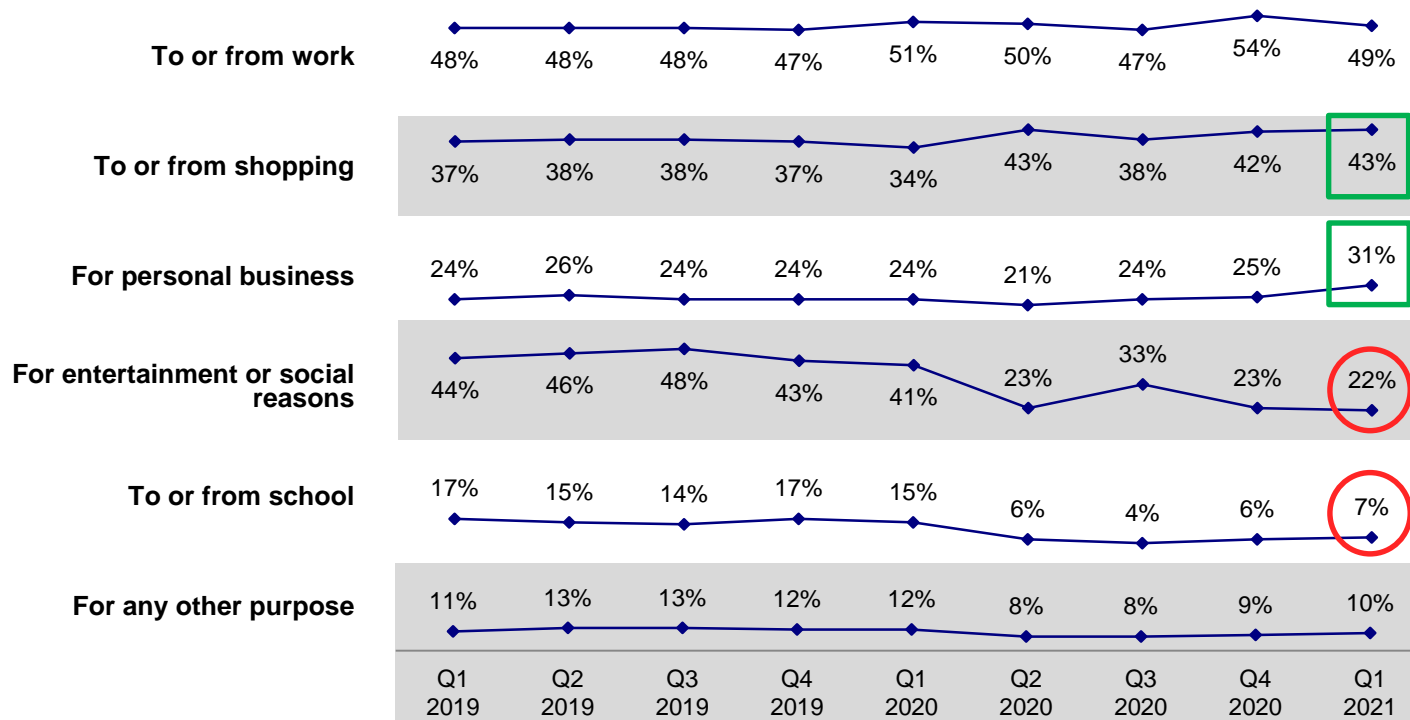 To or from work
48% 48% 48% 47% 51% 50% 47% 54% 49%
To or from shopping
37% 38% 38% 37% 34% 43% 38% 42% 43%
For personal business
24% 26% 24% 24% 24% 21% 24% 25% 31%
For entertainment or social
reasons
44% 46% 48% 43% 41% 23% 33% 23% 22%
To or from school
17% 15% 14% 17% 15% 6% 4% 6% 7%
For any other purpose
11% 13% 13% 12% 12% 8% 8% 9% 10%
Q1 Q2 Q3 Q4 Q1 Q2 Q3 Q4 Q1
2019 2019 2019 2019 2020 2020 2020 2020 2021